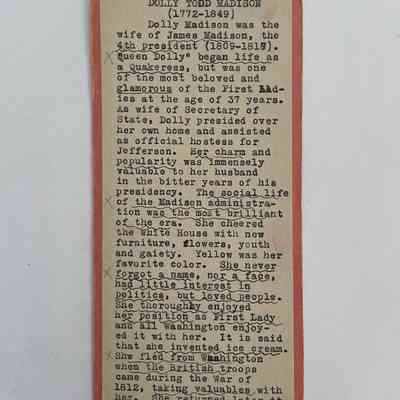 DOLLY TODD MADISON
(1772-1849)
Dolly Madison was the
wife of James Madison, the
4th president (1809-1817).
"Queen Dolly" began life as
a Quakeress, but was one
of the most beloved and
glamorous of the First Lad-
ies at the age of 37 years.
As wife of Secretary of
State, Dolly presided over
her own home and assisted
as official hostess for
Jefferson. Her charm and
popularity was immensely
valuable to her husband
in the bitter years of his
presidency. The social life
of the Madison administra-
tion was the most brilliant
of the era. She cheered
the White House with new
furniture, flowers, youth
and gaiety. Yellow was her
favorite color. She never
forgot a name, nor a face,
had little interest in
politics, but loved people.
She thoroughly enjoyed
her position as First Lady
and all Washington enjoy-
ed it with her. It is said
that she invented ice cream.
Shw fled from Washington
when the British troops
came during the War of
1812, taking valuables with
her. She returned later